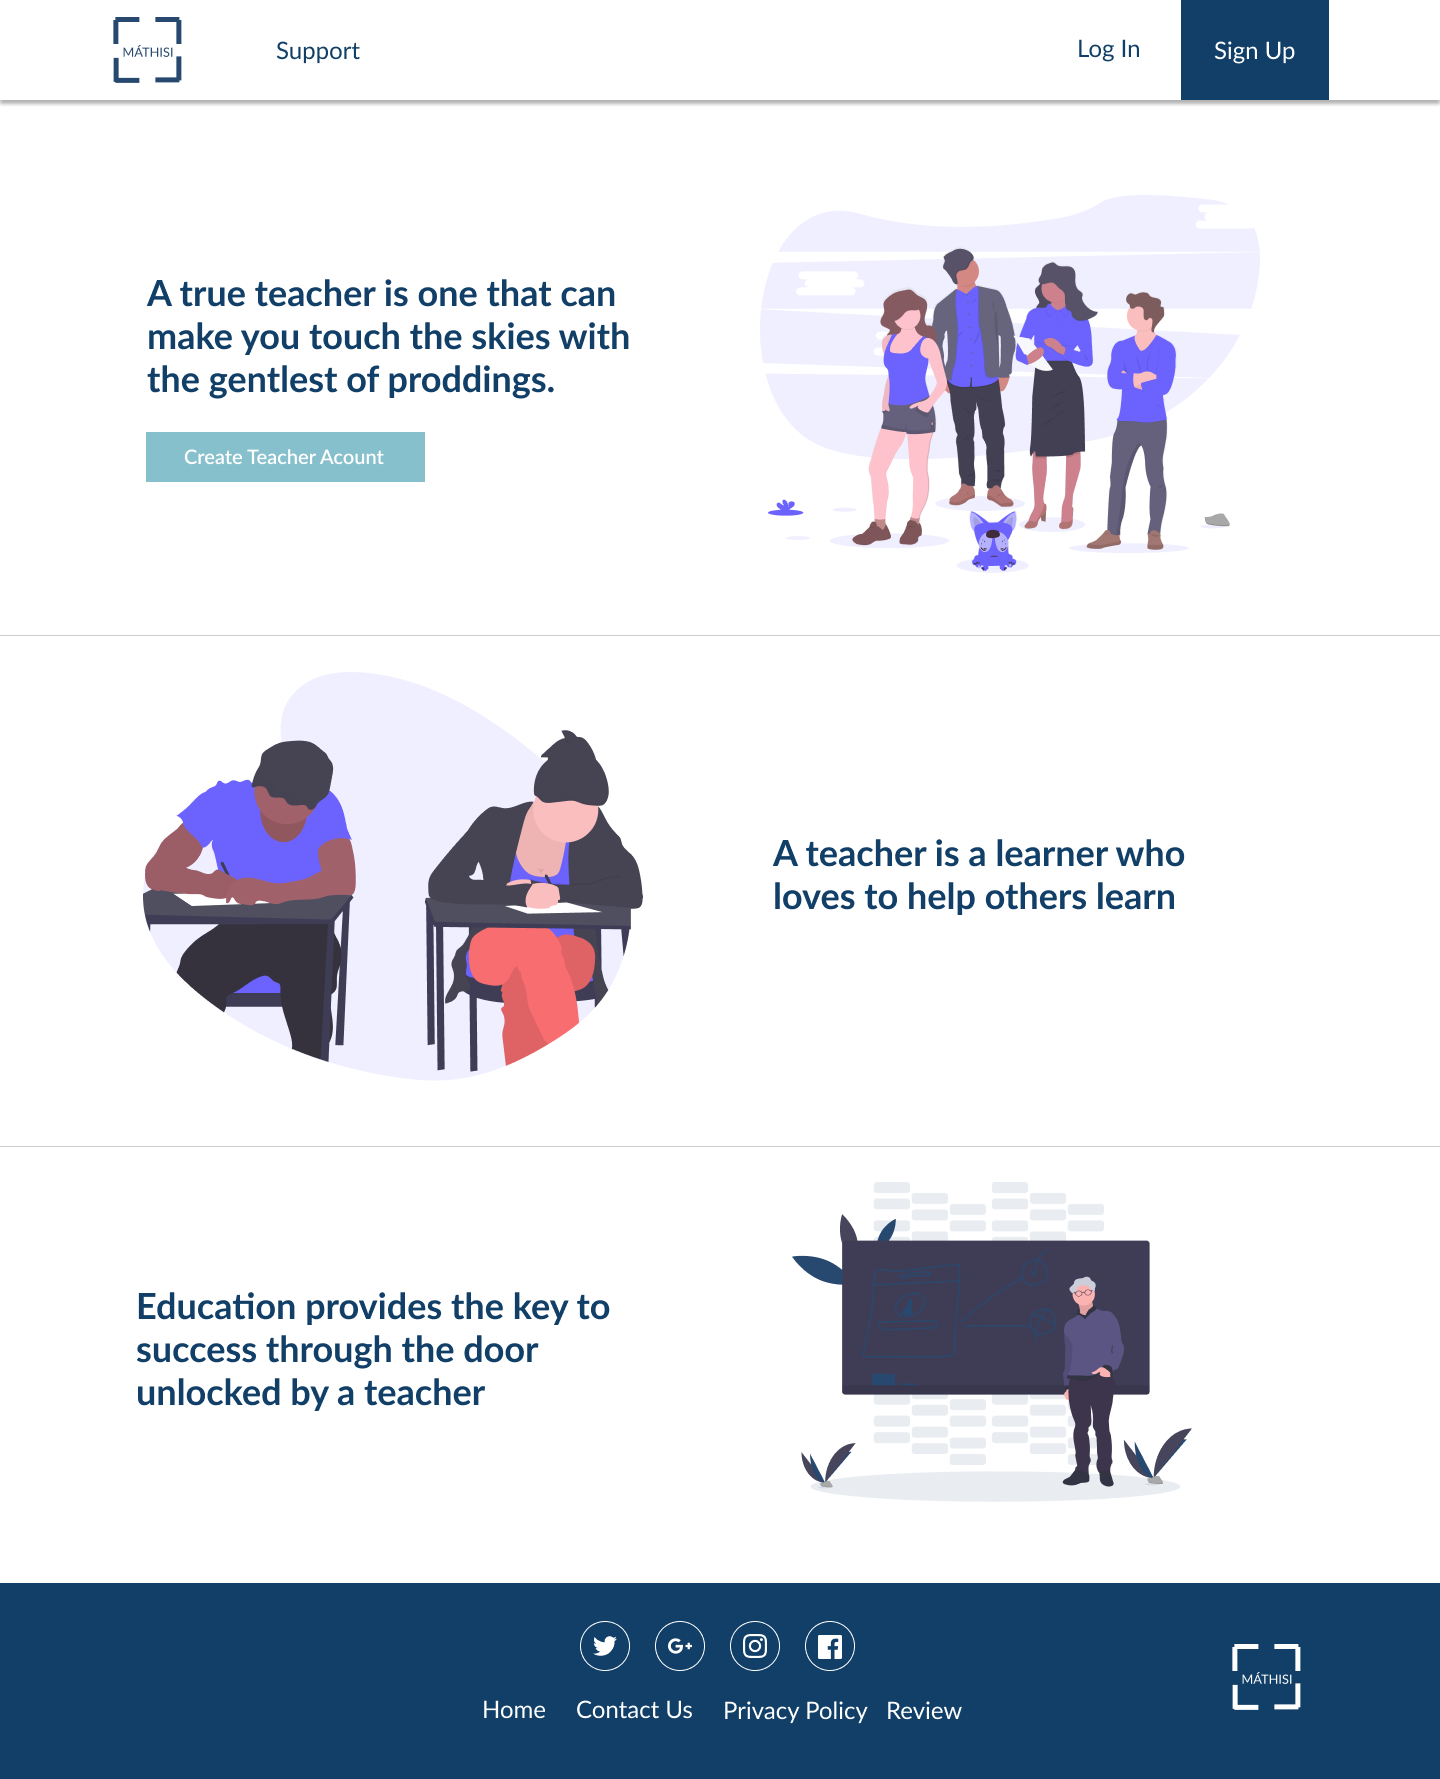 MÁTHISI
Support
Log In
Sign Up
A true teacher is one that can
make you touch the skies with
the gentlest of proddings.
Create Teacher Acount
A teacher is a learner who
loves to help others learn
Education provides the key to
success through the door
unlocked by a teacher
G+
MÁTHISI
Home
Contact Us
Privacy Policy
Review